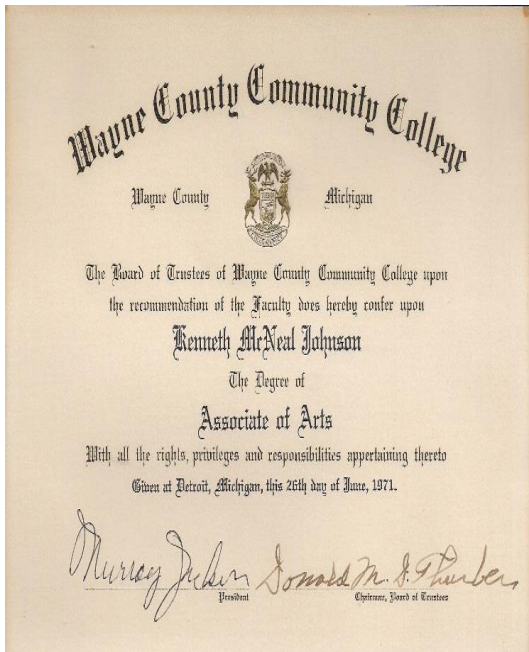 Wayne County Community College
Wayne County Michigan
The Board of Trustees of Wayne County Community College upon
the recommendation of the Faculty does hereby confer upon
Kenneth McNeal Johnson
The Degree of
Associate of Arts
With all the rights, privileges and responsibilities appertaining thereto
Given at Detroit, Michigan, this 26th day of June, 1971.
Murray Jackson Donald M. D. Thurber
President Chairman, Board of Trustees